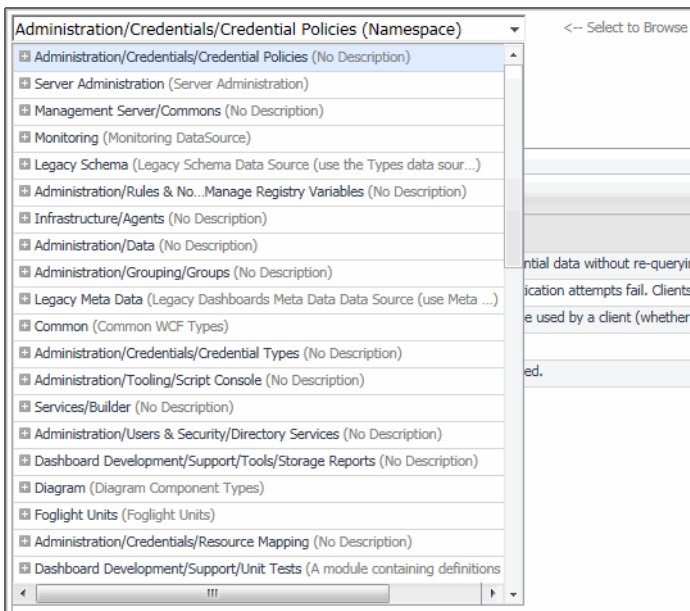 Administration/Credentials/Credential Policies (Namespace)
<-- Select to Browse
Administration/Credentials/Credential Policies (No Description)
Server Administration (Server Administration)
Management Server/Commons (No Description)
Monitoring (Monitoring DataSource)
Legacy Schema (Legacy Schema Data Source (use the Types data sour...)
Administration/Rules & No...Manage Registry Variables (No Description)
Infrastructure/Agents (No Description)
Administration/Data (No Description)
ntial data without re-queryin
Administration/Grouping/Groups (No Description)
ication attempts fail. Clients
Legacy Meta Data (Legacy Dashboards Meta Data Data Source (use Meta ...)
e used by a client (whether
Common (Common WCF Types)
Administration/Credentials/Credential Types (No Description)
ed.
Administration/Tooling/Script Console (No Description)
Services/Builder (No Description)
Administration/Users & Security/Directory Services (No Description)
Dashboard Development/Support/Tools/Storage Reports (No Description)
Diagram (Diagram Component Types)
Foglight Units (Foglight Units)
Administration/Credentials/Resource Mapping (No Description)
Dashboard Development/Support/Unit Tests (A module containing definitions